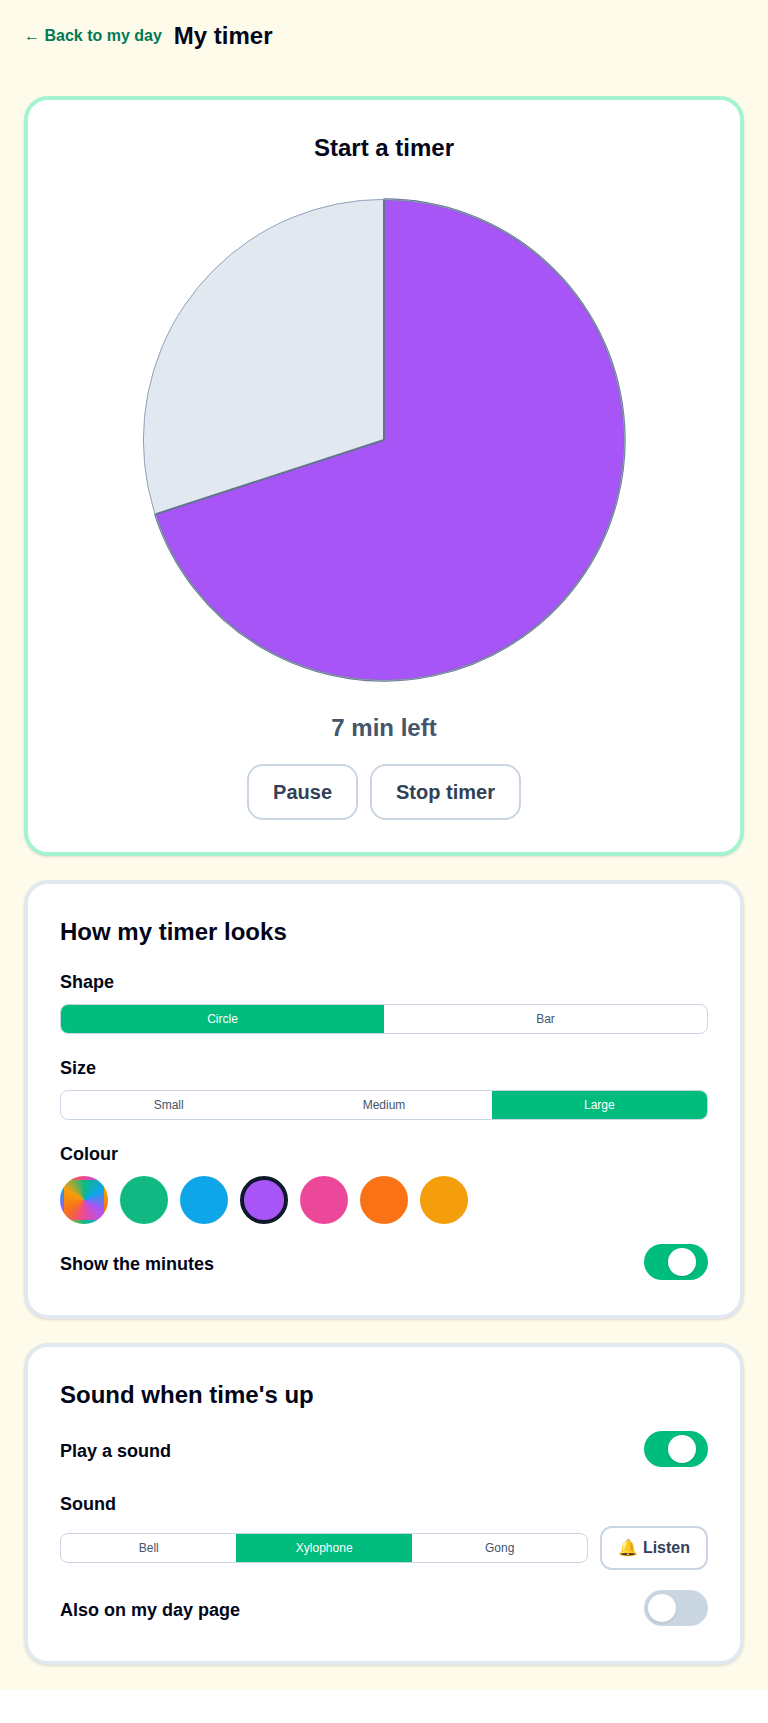 ← Back to my day My timer
Start a timer
7 min left
Pause Stop timer
How my timer looks
Shape
Circle Bar
Size
Small Medium Large
Colour
Show the minutes
Sound when time's up
Play a sound
Sound
Bell Xylophone Gong 🔔 Listen
Also on my day page